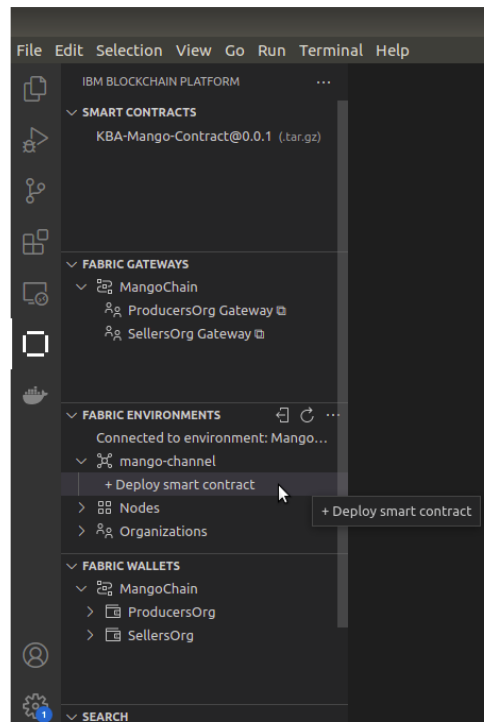 File Edit Selection View Go Run Terminal Help
IBM BLOCKCHAIN PLATFORM ...
SMART CONTRACTS
KBA-Mango-Contract@0.0.1 (.tar.gz)
FABRIC GATEWAYS
MangoChain
ProducersOrg Gateway
SellersOrg Gateway
FABRIC ENVIRONMENTS ...
Connected to environment: Mango...
mango-channel
+ Deploy smart contract
+ Deploy smart contract
Nodes
Organizations
FABRIC WALLETS
MangoChain
ProducersOrg
SellersOrg
1
SEARCH